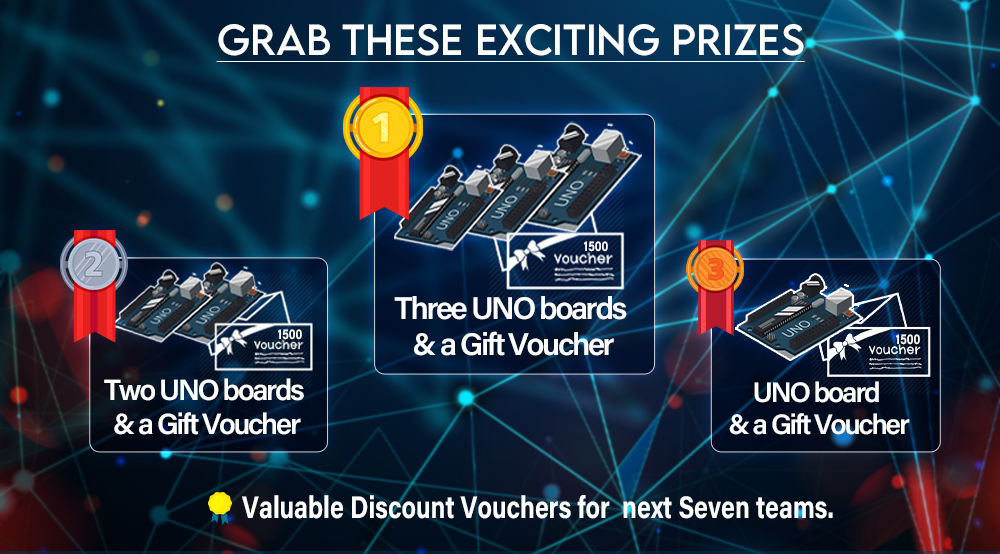 GRAB THESE EXCITING PRIZES
1
UNO
UNO
UNO
1500
Voucher
Three UNO boards
& a Gift Voucher
2
UNO
UNO
1500
Voucher
Two UNO boards
& a Gift Voucher
3
UNO
1500
Voucher
UNO board
& a Gift Voucher
Valuable Discount Vouchers for next Seven teams.